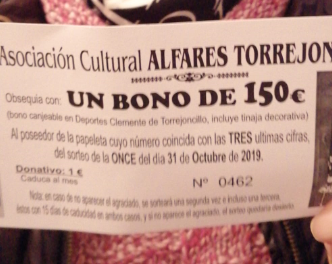 Asociación Cultural ALFARES TORREJON
Obsequia con: UN BONO DE 150€
(bono canjeable en Deportes Clemente de Torrejoncillo, incluye tinaja decorativa)
Al poseedor de la papeleta cuyo número coincida con las TRES ultimas cifras,
del sorteo de la ONCE del día 31 de Octubre de 2019.
Donativo: 1 €
Caduca al mes
Nº 0462
Nota: en caso de no aparecer el agraciado, se sorteará una segunda vez e incluso una tercera,
éstos con 15 días de caducidad en ambos casos, y si no aparece el agraciado, el sorteo quedaría desierto.